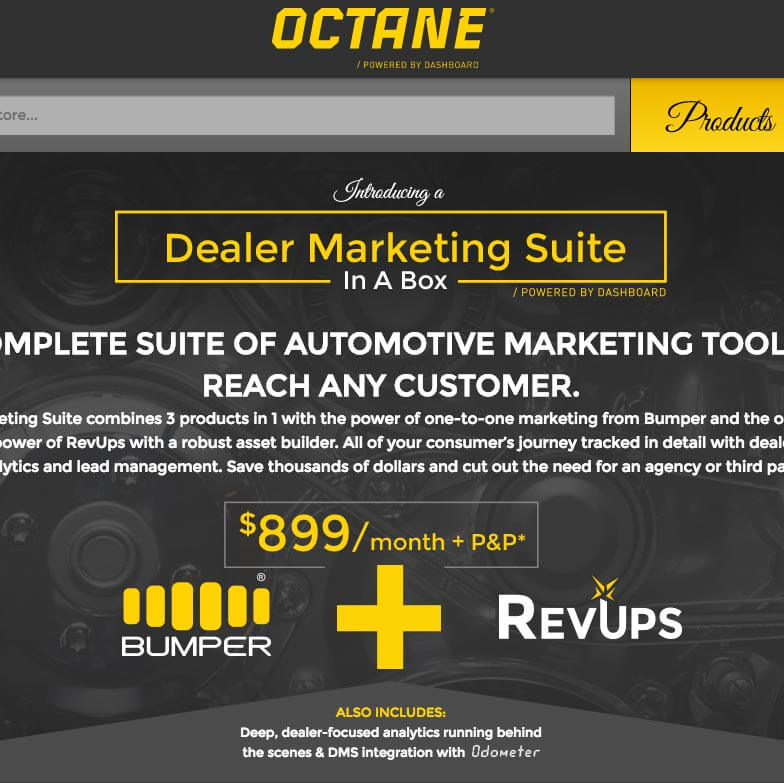 OCTANE®
/ POWERED BY DASHBOARD
ore...
Products
Introducing a
Dealer Marketing Suite
In A Box
/ POWERED BY DASHBOARD
OMPLETE SUITE OF AUTOMOTIVE MARKETING TOOL
REACH ANY CUSTOMER.
eting Suite combines 3 products in 1 with the power of one-to-one marketing from Bumper and the o
power of RevUps with a robust asset builder. All of your consumer's journey tracked in detail with deal
lytics and lead management. Save thousands of dollars and cut out the need for an agency or third pa
$899/month + P&P*
BUMPER®
REVUPS
ALSO INCLUDES:
Deep, dealer-focused analytics running behind
the scenes & DMS integration with Odometer